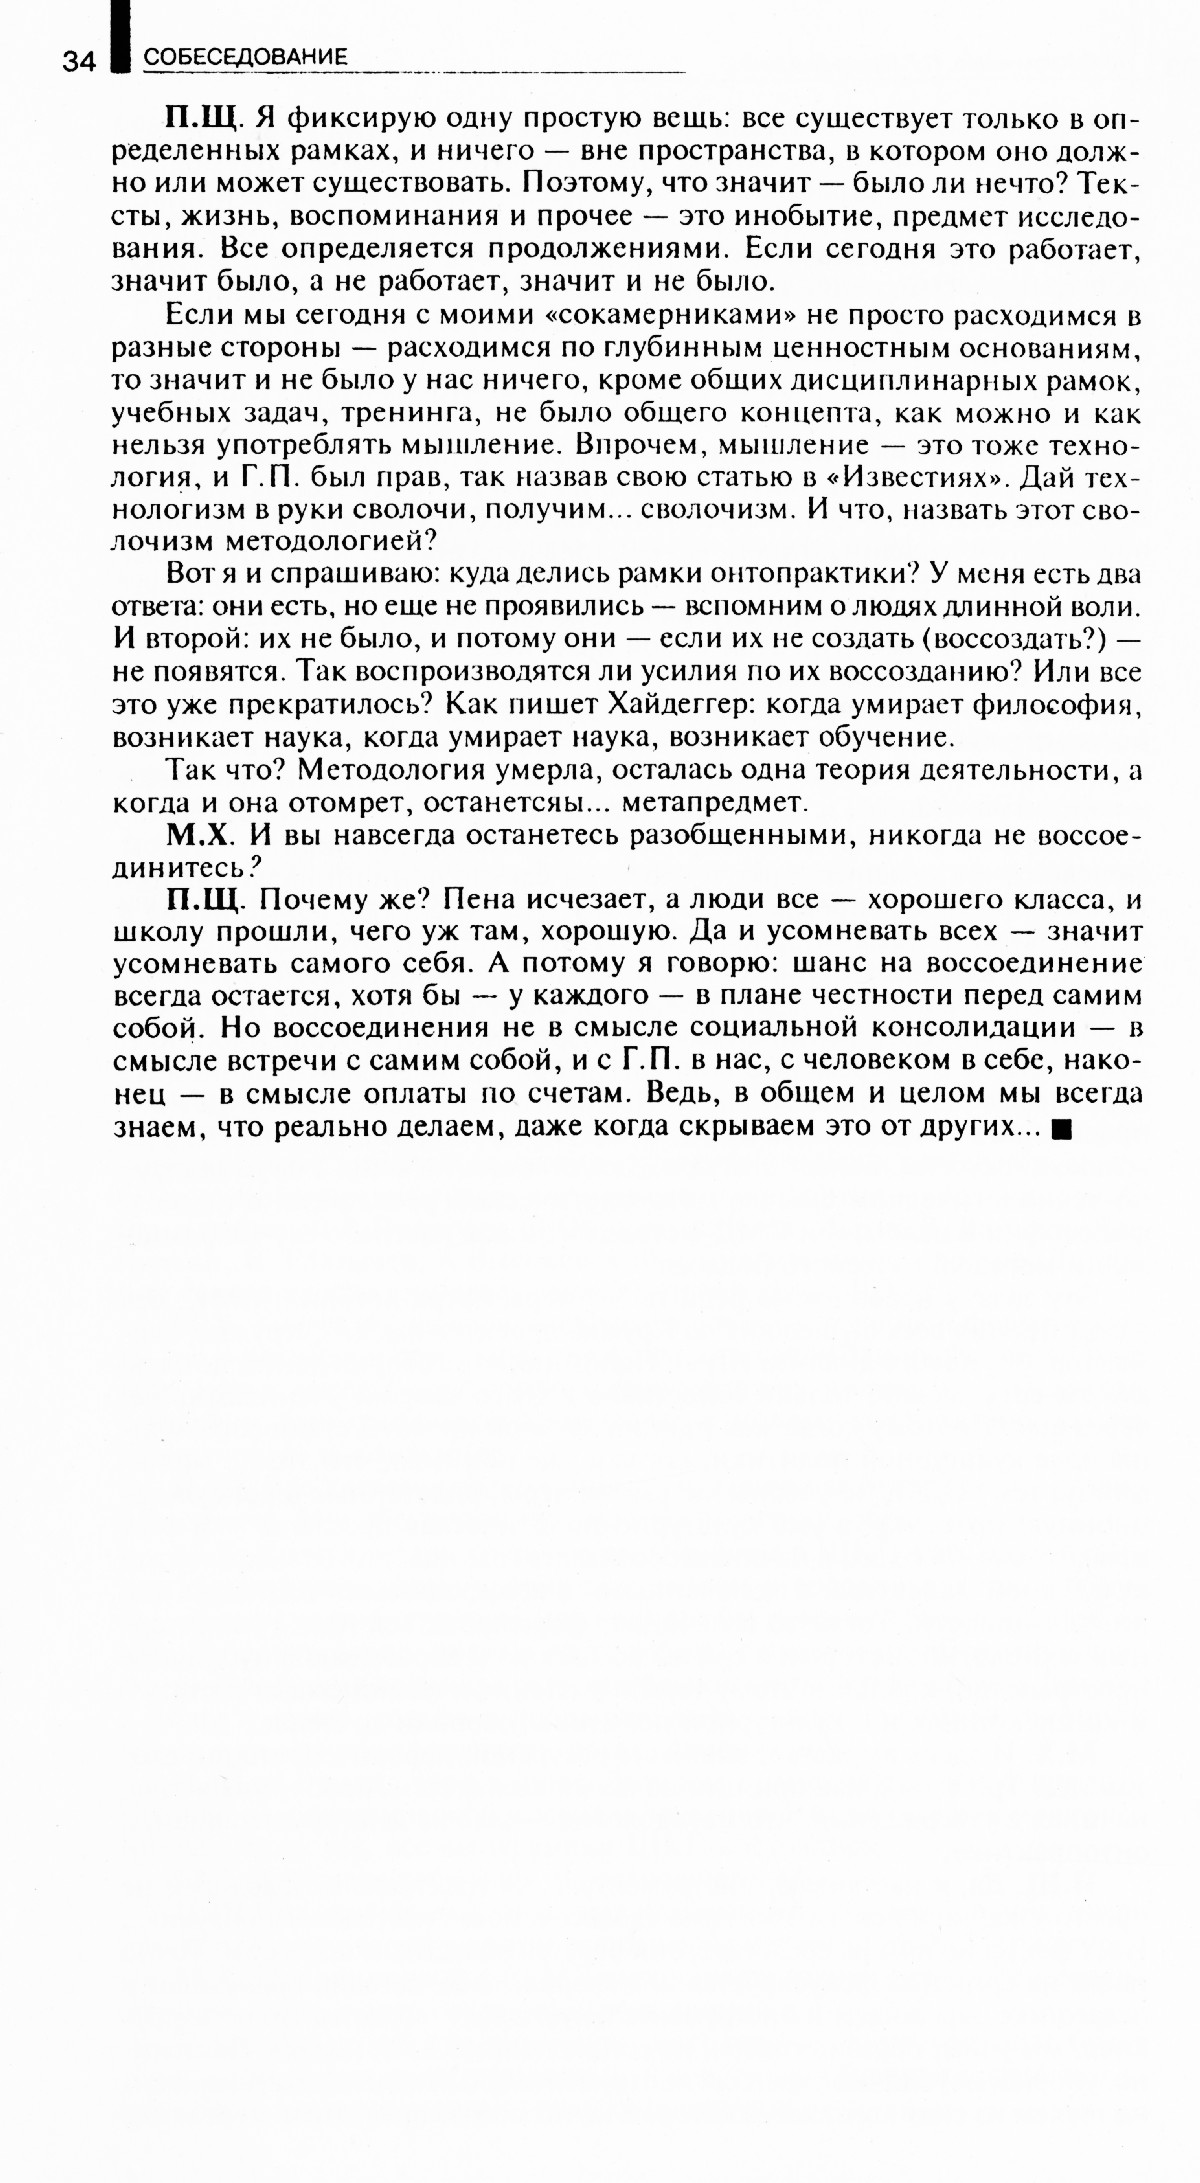 34 СОБЕСЕДОВАНИЕ
П.Щ. Я фиксирую одну простую вещь: все существует только в оп-
ределенных рамках, и ничего — вне пространства, в котором оно долж-
но или может существовать. Поэтому, что значит — было ли нечто? Тек-
сты, жизнь, воспоминания и прочее — это инобытие, предмет исследо-
вания. Все определяется продолжениями. Если сегодня это работает,
значит было, а не работает, значит и не было.
Если мы сегодня с моими «сокамерниками» не просто расходимся в
разные стороны — расходимся по глубинным ценностным основаниям,
то значит и не было у нас ничего, кроме общих дисциплинарных рамок,
учебных задач, тренинга, не было общего концепта, как можно и как
нельзя употреблять мышление. Впрочем, мышление — это тоже техно-
логия, и Г.П. был прав, так назвав свою статью в «Известиях». Дай тех-
нологизм в руки сволочи, получим... сволочизм. И что, назвать этот сво-
лочизм методологией?
Вот я и спрашиваю: куда делись рамки онтопрактики? У меня есть два
ответа: они есть, но еще не проявились — вспомним о людях длинной воли.
И второй: их не было, и потому они — если их не создать (воссоздать?) —
не появятся. Так воспроизводятся ли усилия по их воссозданию? Или все
это уже прекратилось? Как пишет Хайдеггер: когда умирает философия,
возникает наука, когда умирает наука, возникает обучение.
Так что? Методология умерла, осталась одна теория деятельности, а
когда и она отомрет, останетсяы... метапредмет.
М.Х. И вы навсегда останетесь разобщенными, никогда не воссое-
динитесь?
П.Щ. Почему же? Пена исчезает, а люди все — хорошего класса, и
школу прошли, чего уж там, хорошую. Да и усомневать всех — значит
усомневать самого себя. А потому я говорю: шанс на воссоединение
всегда остается, хотя бы — у каждого — в плане честности перед самим
собой. Но воссоединения не в смысле социальной консолидации — в
смысле встречи с самим собой, и с Г.П. в нас, с человеком в себе, нако-
нец — в смысле оплаты по счетам. Ведь, в общем и целом мы всегда
знаем, что реально делаем, даже когда скрываем это от других... ■